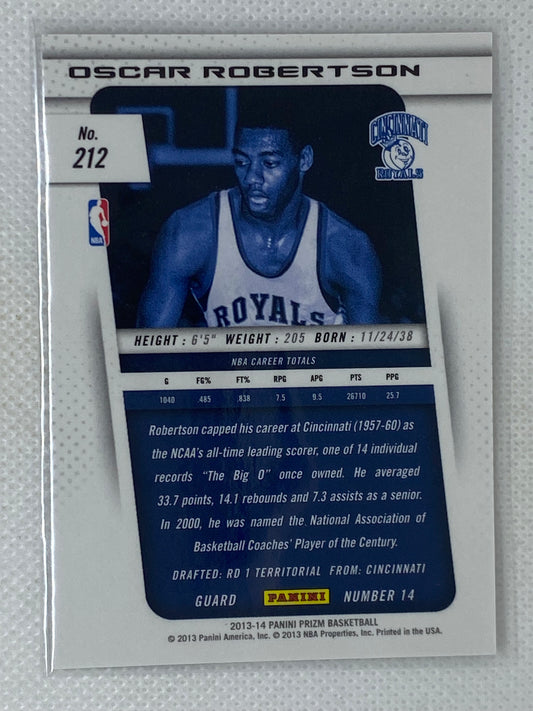 OSCAR ROBERTSON
No.
212
CINCINNATI
ROYALS
NBA
ROYALS
HEIGHT : 6'5" WEIGHT : 205 BORN : 11/24/38
NBA CAREER TOTALS
G FG% FT% RPG APG PTS PPG
1040 .485 .838 7.5 9.5 26710 25.7
Robertson capped his career at Cincinnati (1957-60) as
the NCAA's all-time leading scorer, one of 14 individual
records "The Big O" once owned. He averaged
33.7 points, 14.1 rebounds and 7.3 assists as a senior.
In 2000, he was named the National Association of
Basketball Coaches' Player of the Century.
DRAFTED: RD 1 TERRITORIAL FROM: CINCINNATI
GUARD PANINI NUMBER 14
2013-14 PANINI PRIZM BASKETBALL
© 2013 Panini America, Inc. © 2013 NBA Properties, Inc. Printed in the USA.